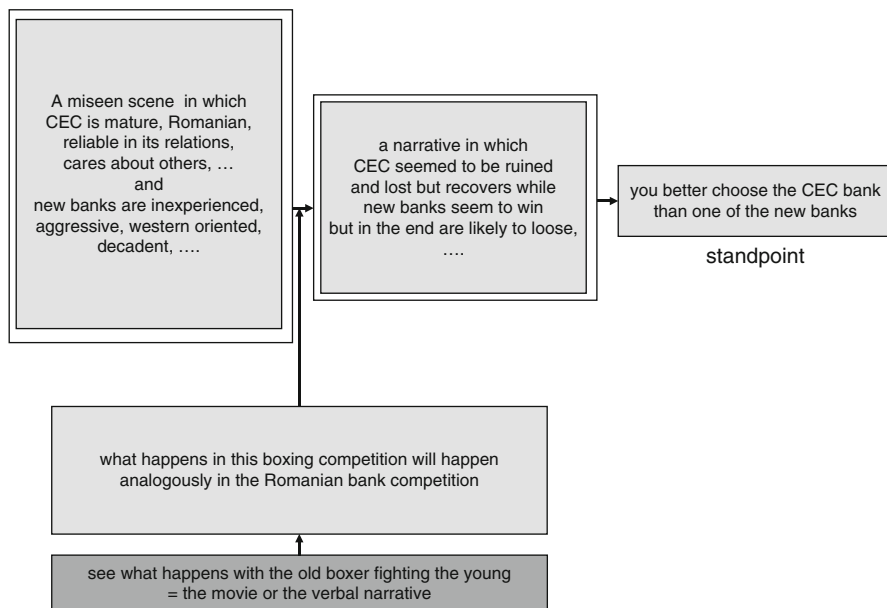 A miseen scene in which
CEC is mature, Romanian,
reliable in its relations,
cares about others, ...
and
new banks are inexperienced,
aggressive, western oriented,
decadent, ....
a narrative in which
CEC seemed to be ruined
and lost but recovers while
new banks seem to win
but in the end are likely to loose,
....
you better choose the CEC bank
than one of the new banks
standpoint
what happens in this boxing competition will happen
analogously in the Romanian bank competition
see what happens with the old boxer fighting the young
= the movie or the verbal narrative